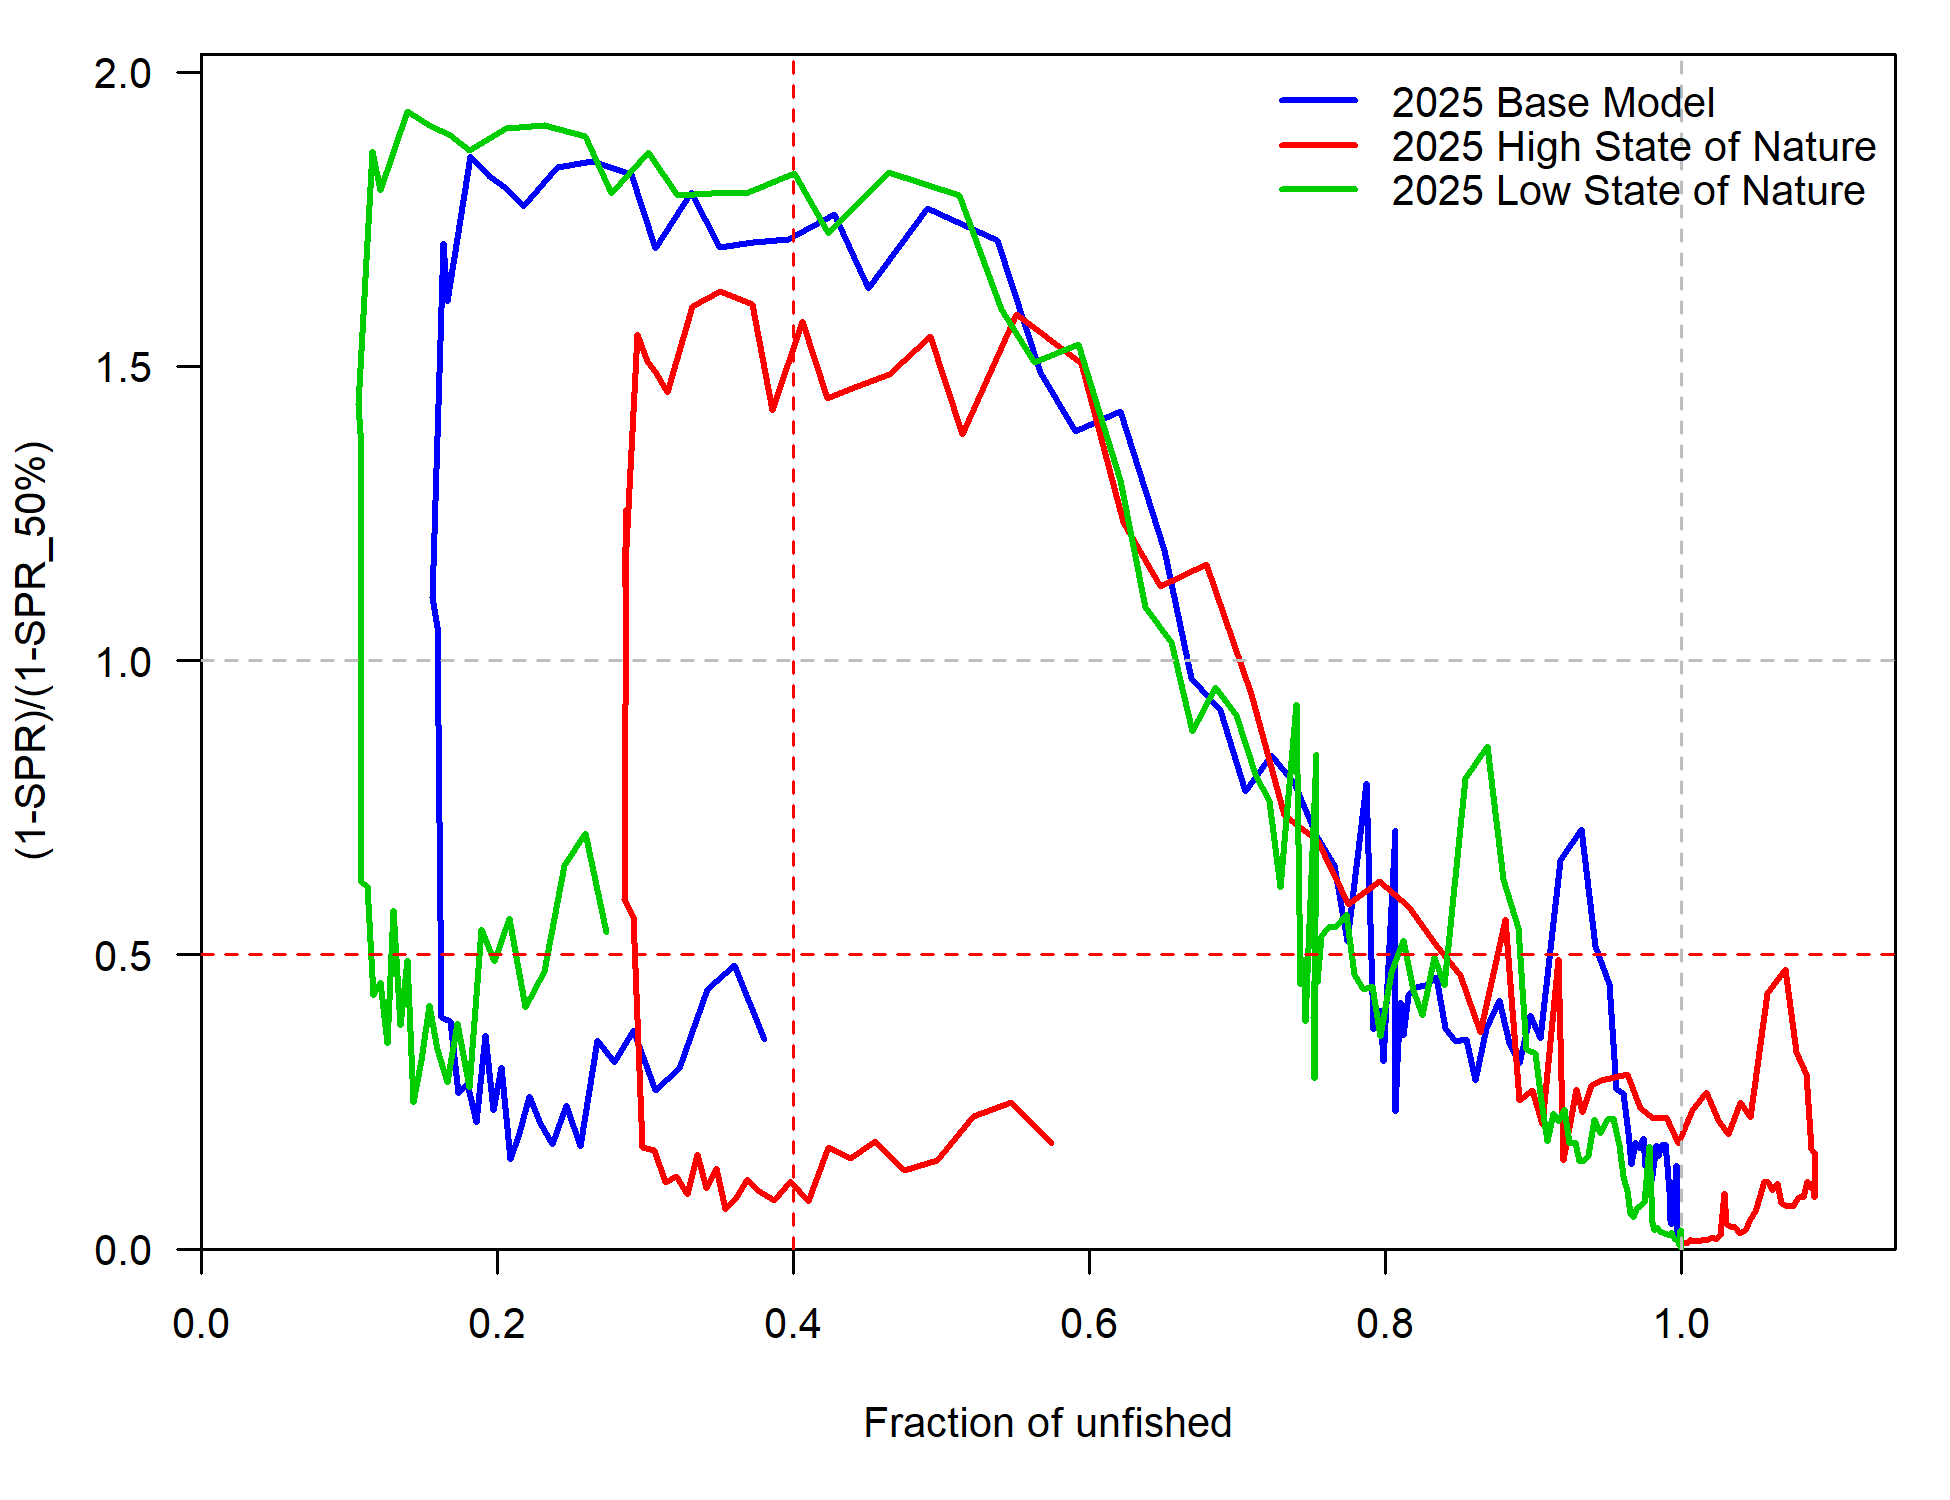 2025 Base Model
2025 High State of Nature
2025 Low State of Nature
2.0
1.5
1.0
0.5
0.0
(1-SPR)/(1-SPR_50%)
0.0 0.2 0.4 0.6 0.8 1.0
Fraction of unfished